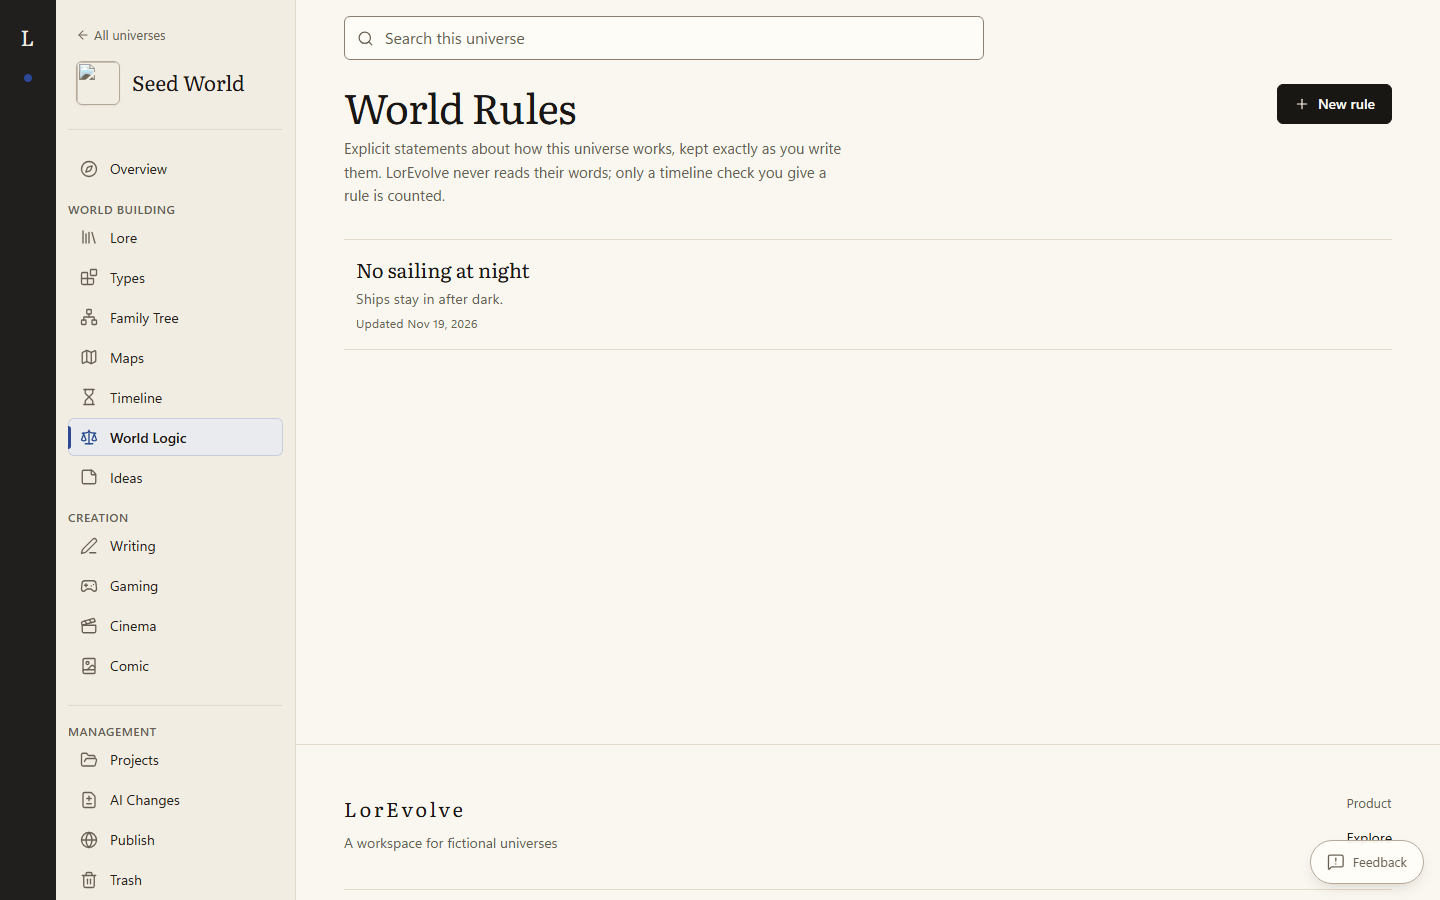 L
All universes
Seed World
Overview
WORLD BUILDING
Lore
Types
Family Tree
Maps
Timeline
World Logic
Ideas
CREATION
Writing
Gaming
Cinema
Comic
MANAGEMENT
Projects
AI Changes
Publish
Trash
Search this universe
World Rules
New rule
Explicit statements about how this universe works, kept exactly as you write
them. LorEvolve never reads their words; only a timeline check you give a
rule is counted.
No sailing at night
Ships stay in after dark.
Updated Nov 19, 2026
LorEvolve
A workspace for fictional universes
Product
Explore
Feedback